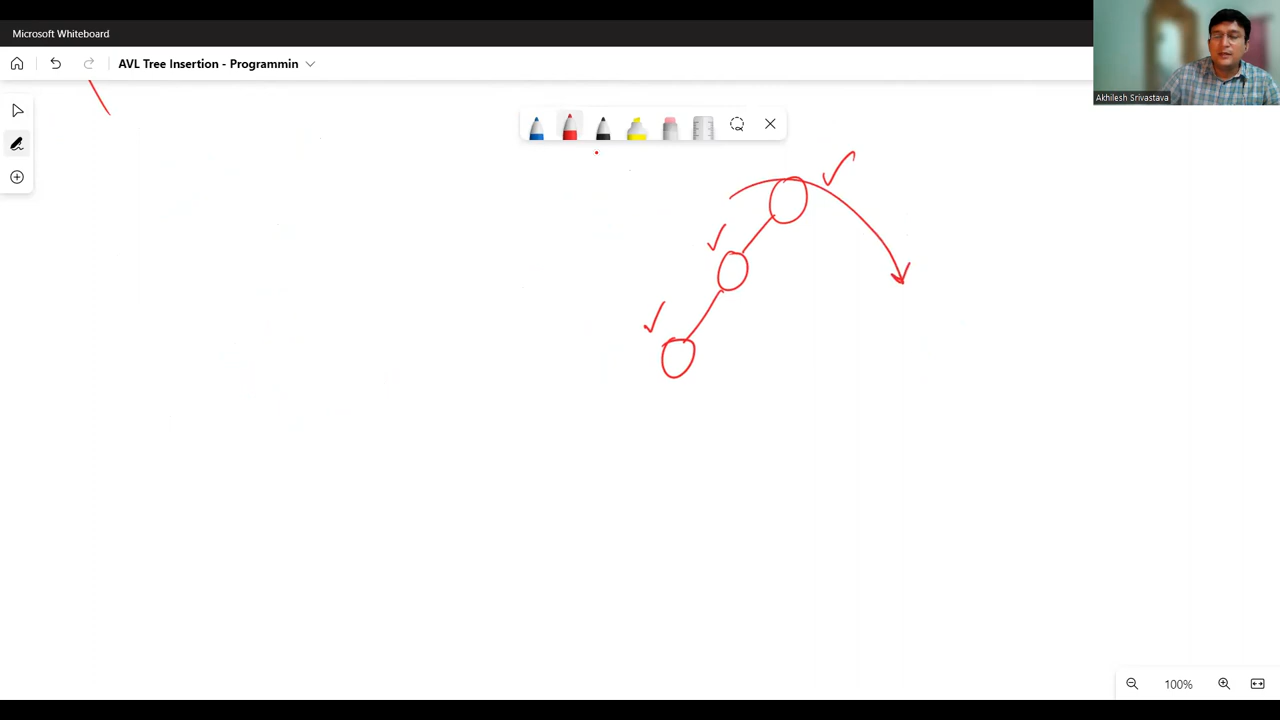 Microsoft Whiteboard
AVL Tree Insertion - Programmin
Akhilesh Srivastava
100%